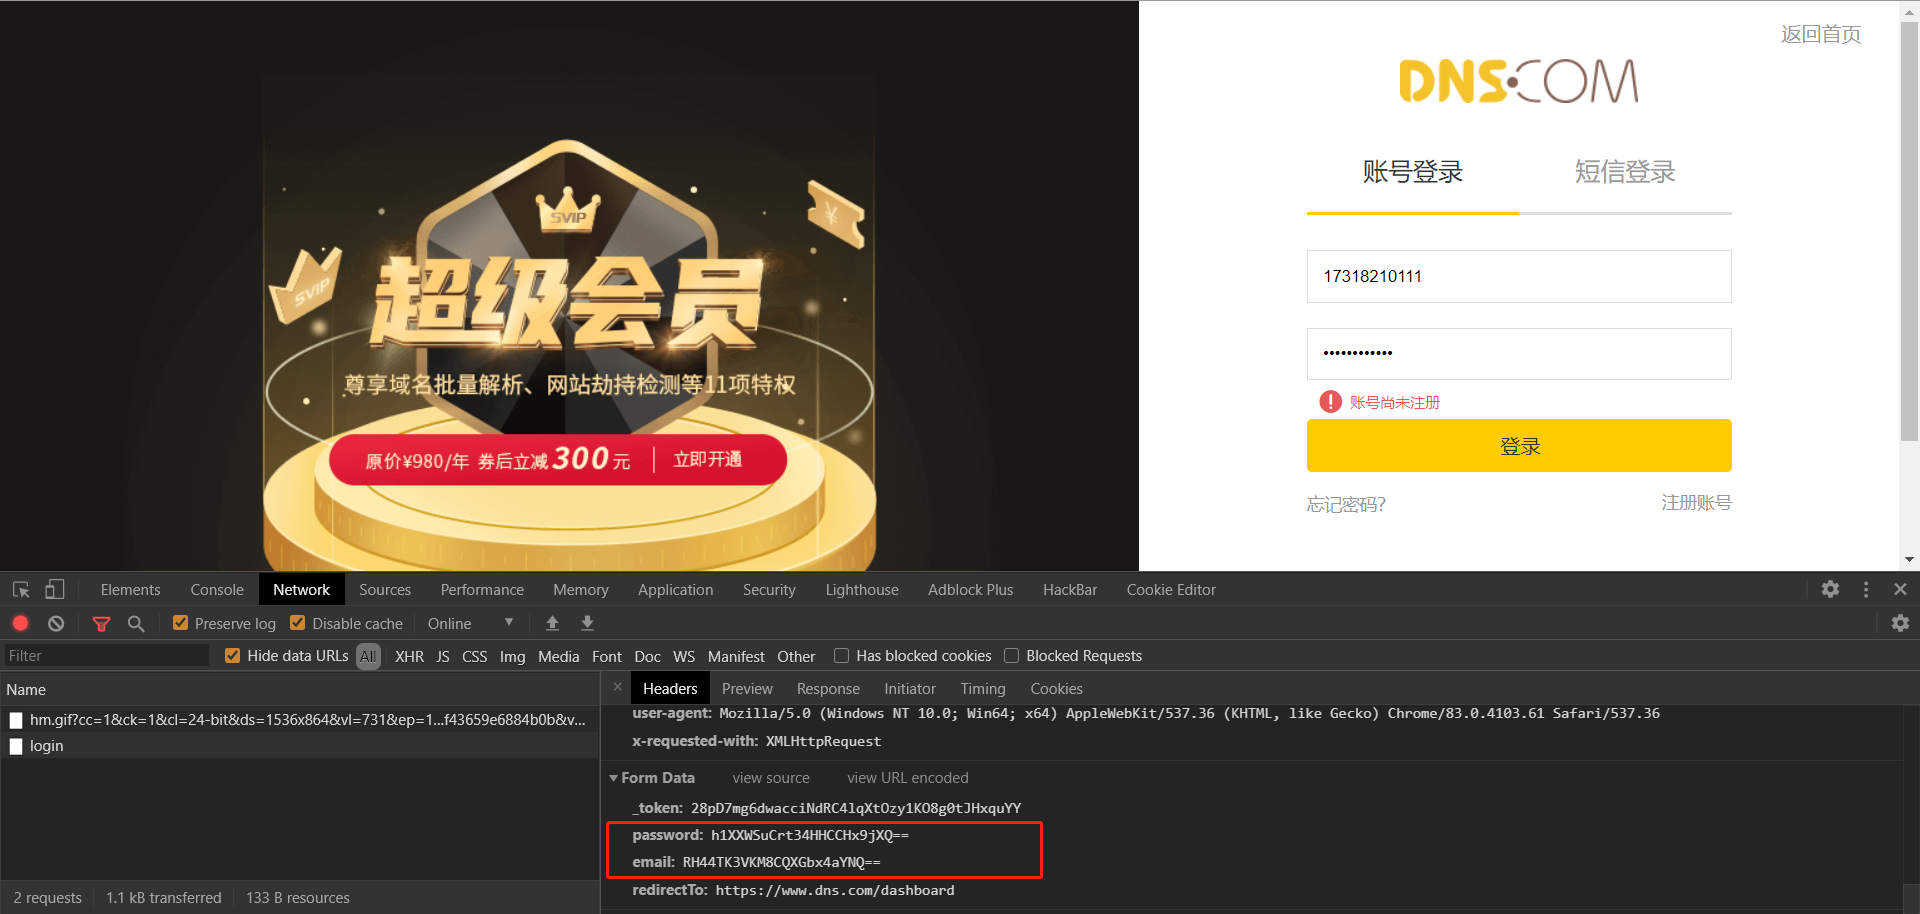 返回首页
DNS.COM
账号登录 短信登录
17318210111
••••••••••••
账号尚未注册
登录
忘记密码? 注册账号
SVIP
SVIP
¥
超级会员
尊享域名批量解析、网站劫持检测等11项特权
原价¥980/年 券后立减300元 立即开通
Elements Console Network Sources Performance Memory Application Security Lighthouse Adblock Plus HackBar Cookie Editor
Preserve log Disable cache Online
Filter Hide data URLs All XHR JS CSS Img Media Font Doc WS Manifest Other Has blocked cookies Blocked Requests
Name
hm.gif?cc=1&ck=1&cl=24-bit&ds=1536x864&vl=731&ep=1...f43659e6884b0b&v...
login
2 requests 1.1 kB transferred 133 B resources
Headers Preview Response Initiator Timing Cookies
user-agent: Mozilla/5.0 (Windows NT 10.0; Win64; x64) AppleWebKit/537.36 (KHTML, like Gecko) Chrome/83.0.4103.61 Safari/537.36
x-requested-with: XMLHttpRequest
Form Data view source view URL encoded
_token: 28pD7mg6dwacciNdRC4lqXtOzy1KO8g0tJHxquYY
password: h1XXWSuCrt34HHCCHx9jXQ==
email: RH44TK3VKM8CQXGbx4aYNQ==
redirectTo: https://www.dns.com/dashboard